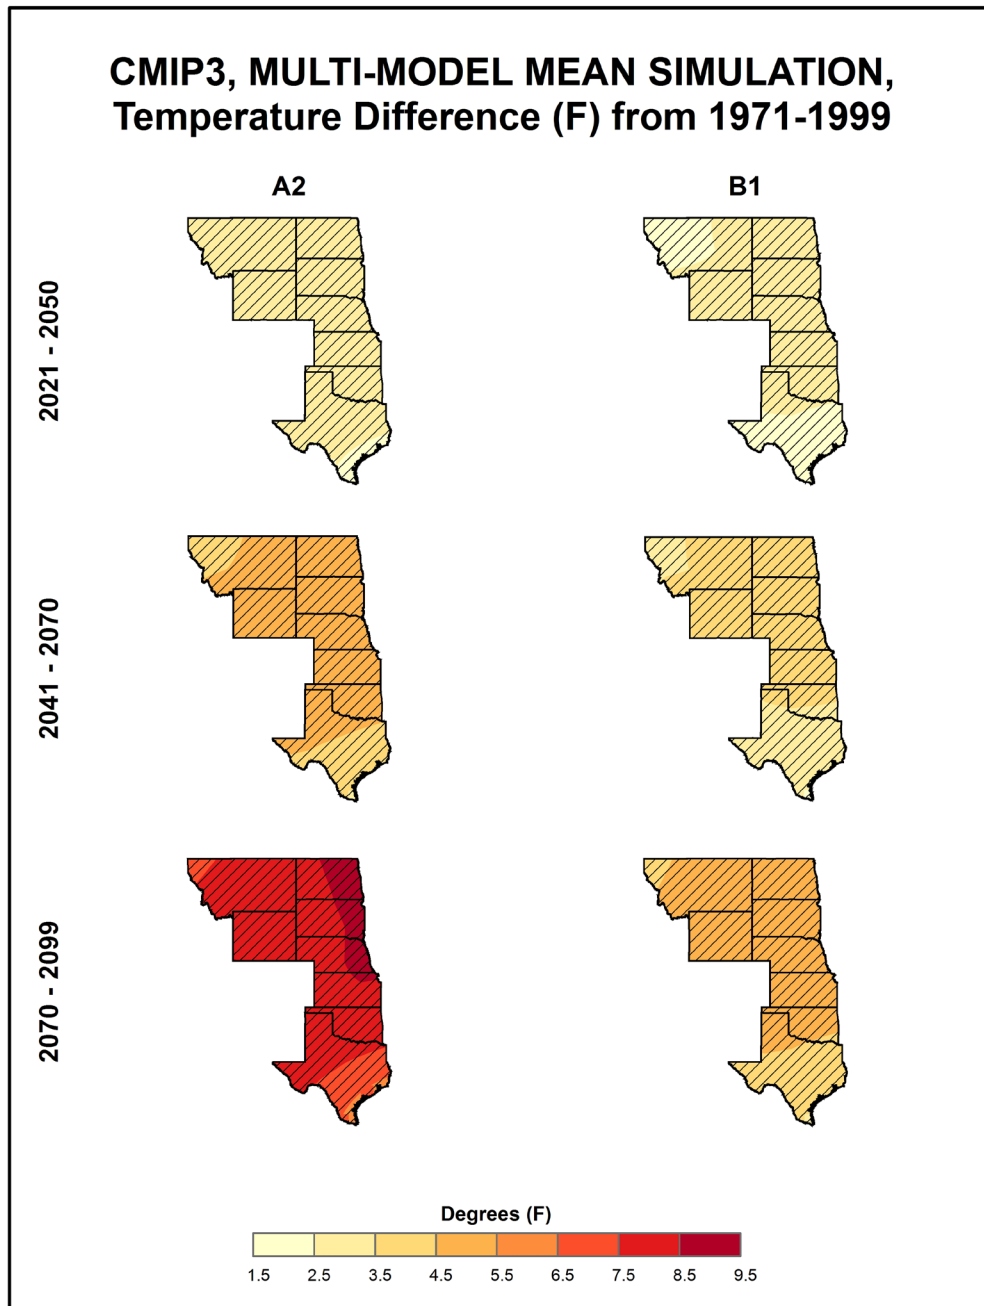 CMIP3, MULTI-MODEL MEAN SIMULATION,
Temperature Difference (F) from 1971-1999
A2
B1
2021 - 2050
2041 - 2070
2070 - 2099
Degrees (F)
1.5 2.5 3.5 4.5 5.5 6.5 7.5 8.5 9.5